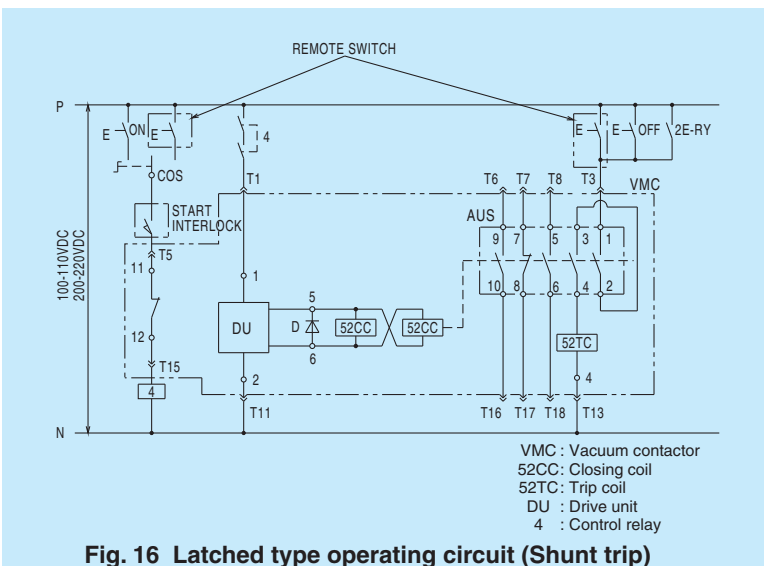 REMOTE SWITCH
P
E ON E
4
E E OFF 2E-RY
COS
T1
T6 T7 T8 T3 VMC
START
INTERLOCK
AUS
9 7 5 3 1
T5
11
100-110VDC
200-220VDC
1
10 8 6 4 2
5
DU D 52CC 52CC
12
6
52TC
T15
2
4
4
T11
T16 T17 T18 T13
N
VMC : Vacuum contactor
52CC: Closing coil
52TC: Trip coil
DU : Drive unit
4 : Control relay
Fig. 16 Latched type operating circuit (Shunt trip)